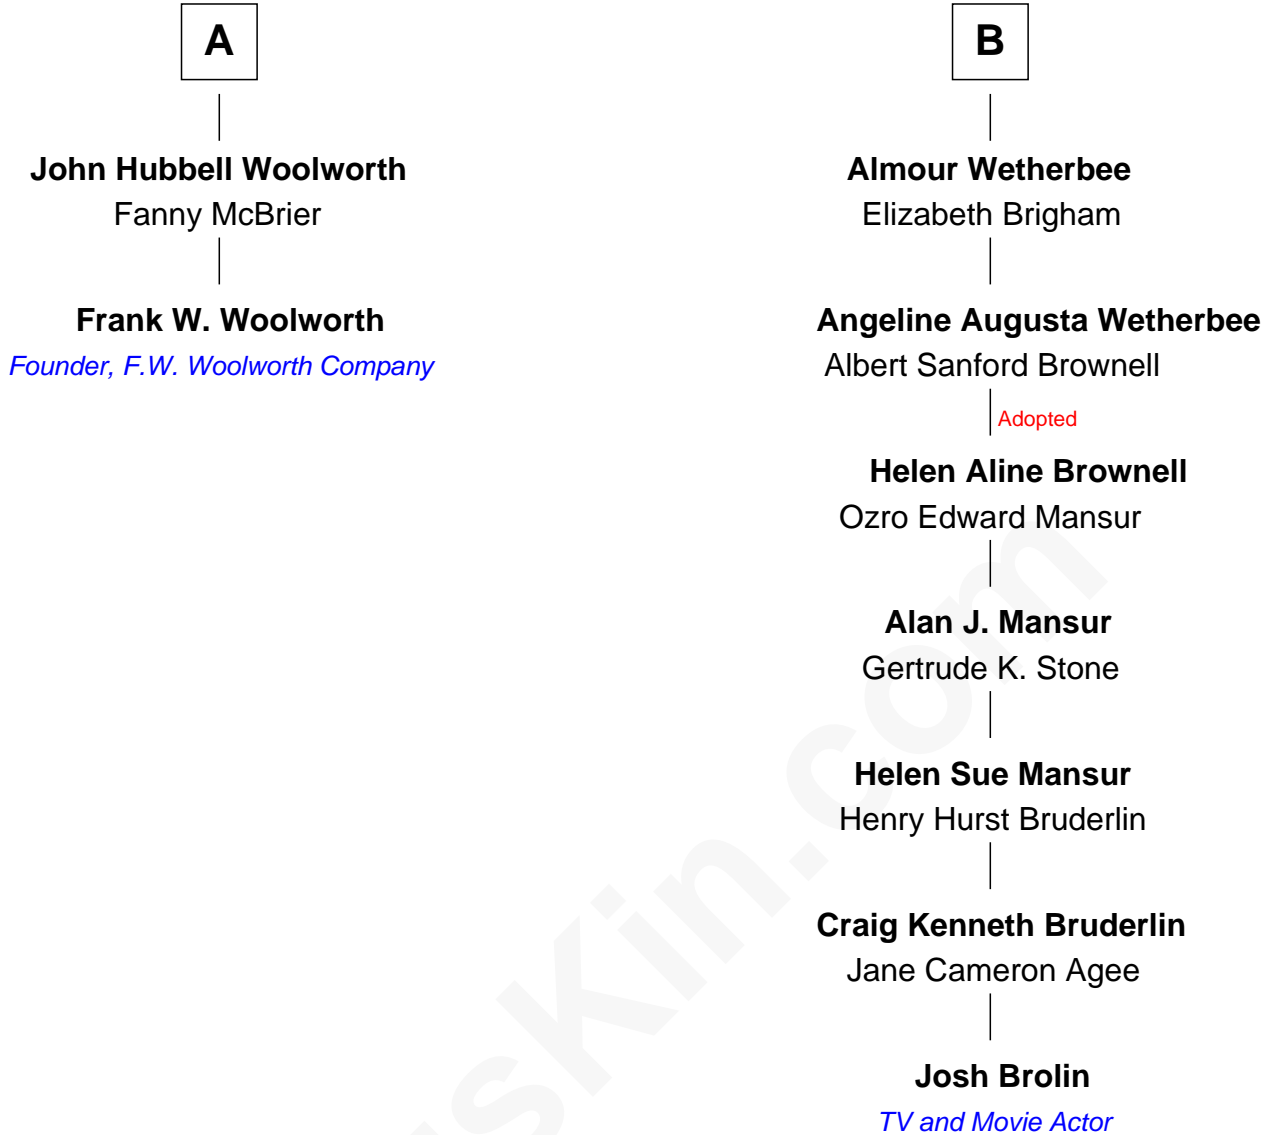 A
John Hubbell Woolworth
Fanny McBrier
Frank W. Woolworth
Founder, F.W. Woolworth Company
B
Almour Wetherbee
Elizabeth Brigham
Angeline Augusta Wetherbee
Albert Sanford Brownell
Adopted
Helen Aline Brownell
Ozro Edward Mansur
Alan J. Mansur
Gertrude K. Stone
Helen Sue Mansur
Henry Hurst Bruderlin
Craig Kenneth Bruderlin
Jane Cameron Agee
Josh Brolin
TV and Movie Actor
usKin.com